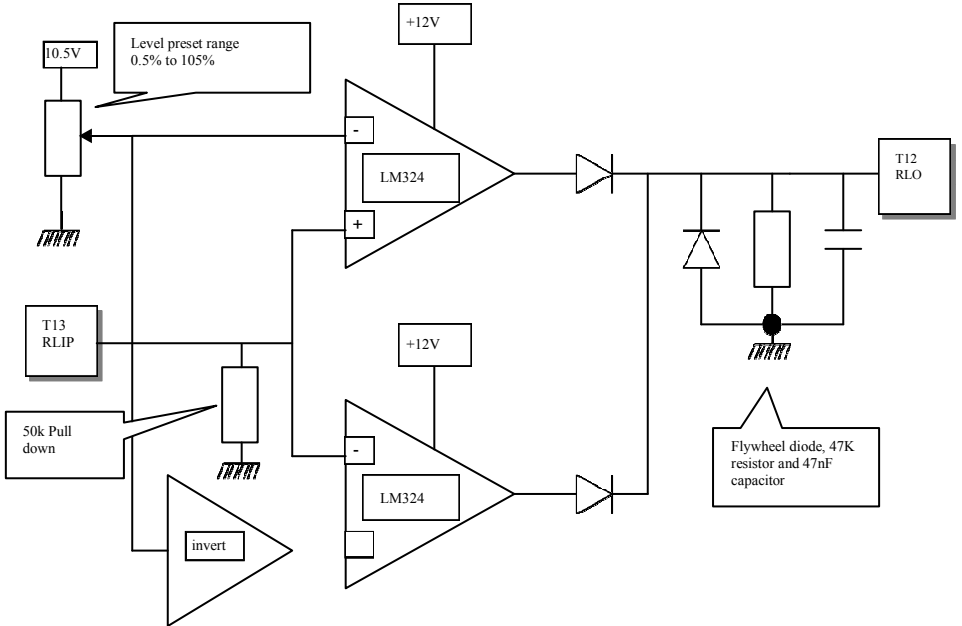 +12V
10.5V
Level preset range
0.5% to 105%
-
LM324
+
T12
RLO
T13
RLIP
+12V
50k Pull
down
-
LM324
invert
Flywheel diode, 47K
resistor and 47nF
capacitor